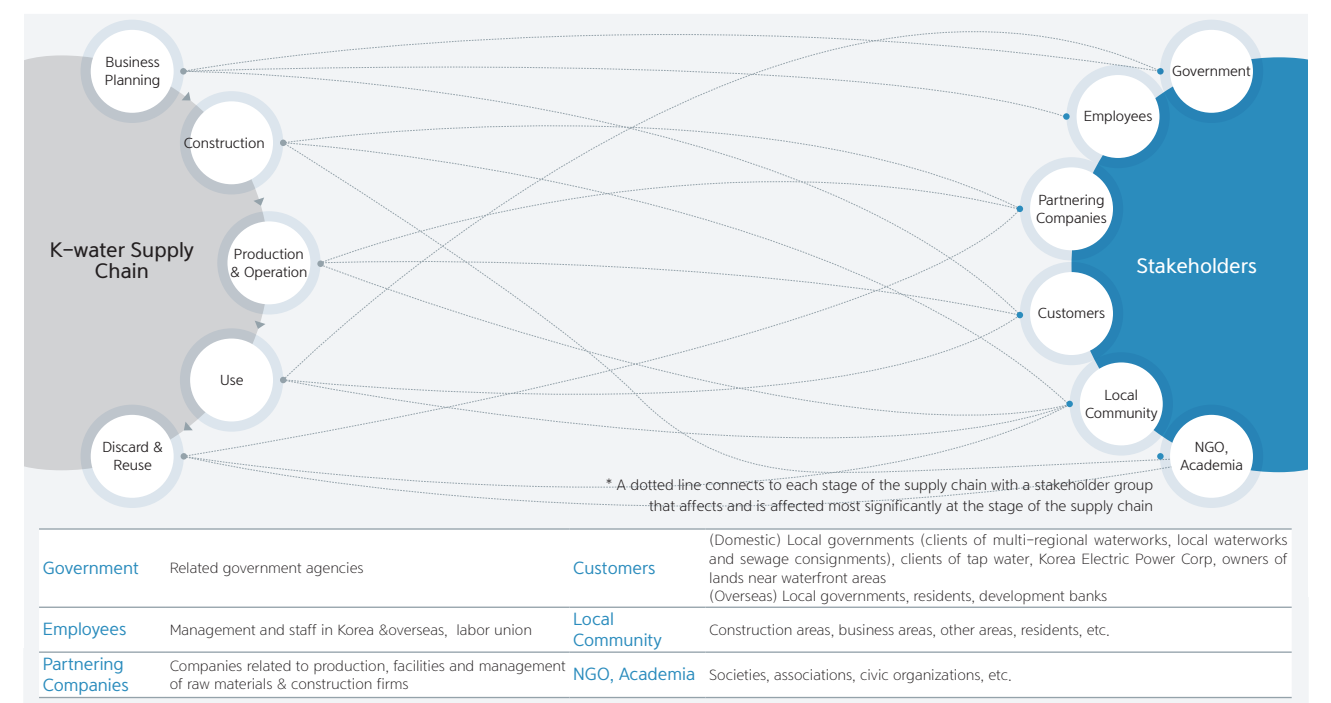 Business
Planning
Construction
K-water Supply
Chain
Production
& Operation
Use
Discard &
Reuse
Government
Employees
Partnering
Companies
Stakeholders
Customers
Local
Community
NGO,
Academia
* A dotted line connects to each stage of the supply chain with a stakeholder group
that affects and is affected most significantly at the stage of the supply chain
Government
Related government agencies
Customers
(Domestic) Local governments (clients of multi-regional waterworks, local waterworks
and sewage consignments), clients of tap water, Korea Electric Power Corp, owners of
lands near waterfront areas
(Overseas) Local governments, residents, development banks
Employees
Management and staff in Korea &overseas, labor union
Local
Community
Construction areas, business areas, other areas, residents, etc.
Partnering
Companies
Companies related to production, facilities and management
of raw materials & construction firms
NGO, Academia
Societies, associations, civic organizations, etc.